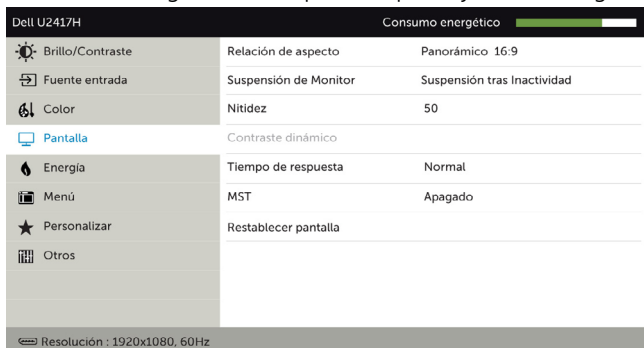 Dell U2417H Consumo energético
Brillo/Contraste Relación de aspecto Panorámico 16:9
Fuente entrada Suspensión de Monitor Suspensión tras Inactividad
Color Nitidez 50
Pantalla Contraste dinámico
Energía Tiempo de respuesta Normal
Menú MST Apagado
Personalizar Restablecer pantalla
Otros
Resolución : 1920x1080, 60Hz